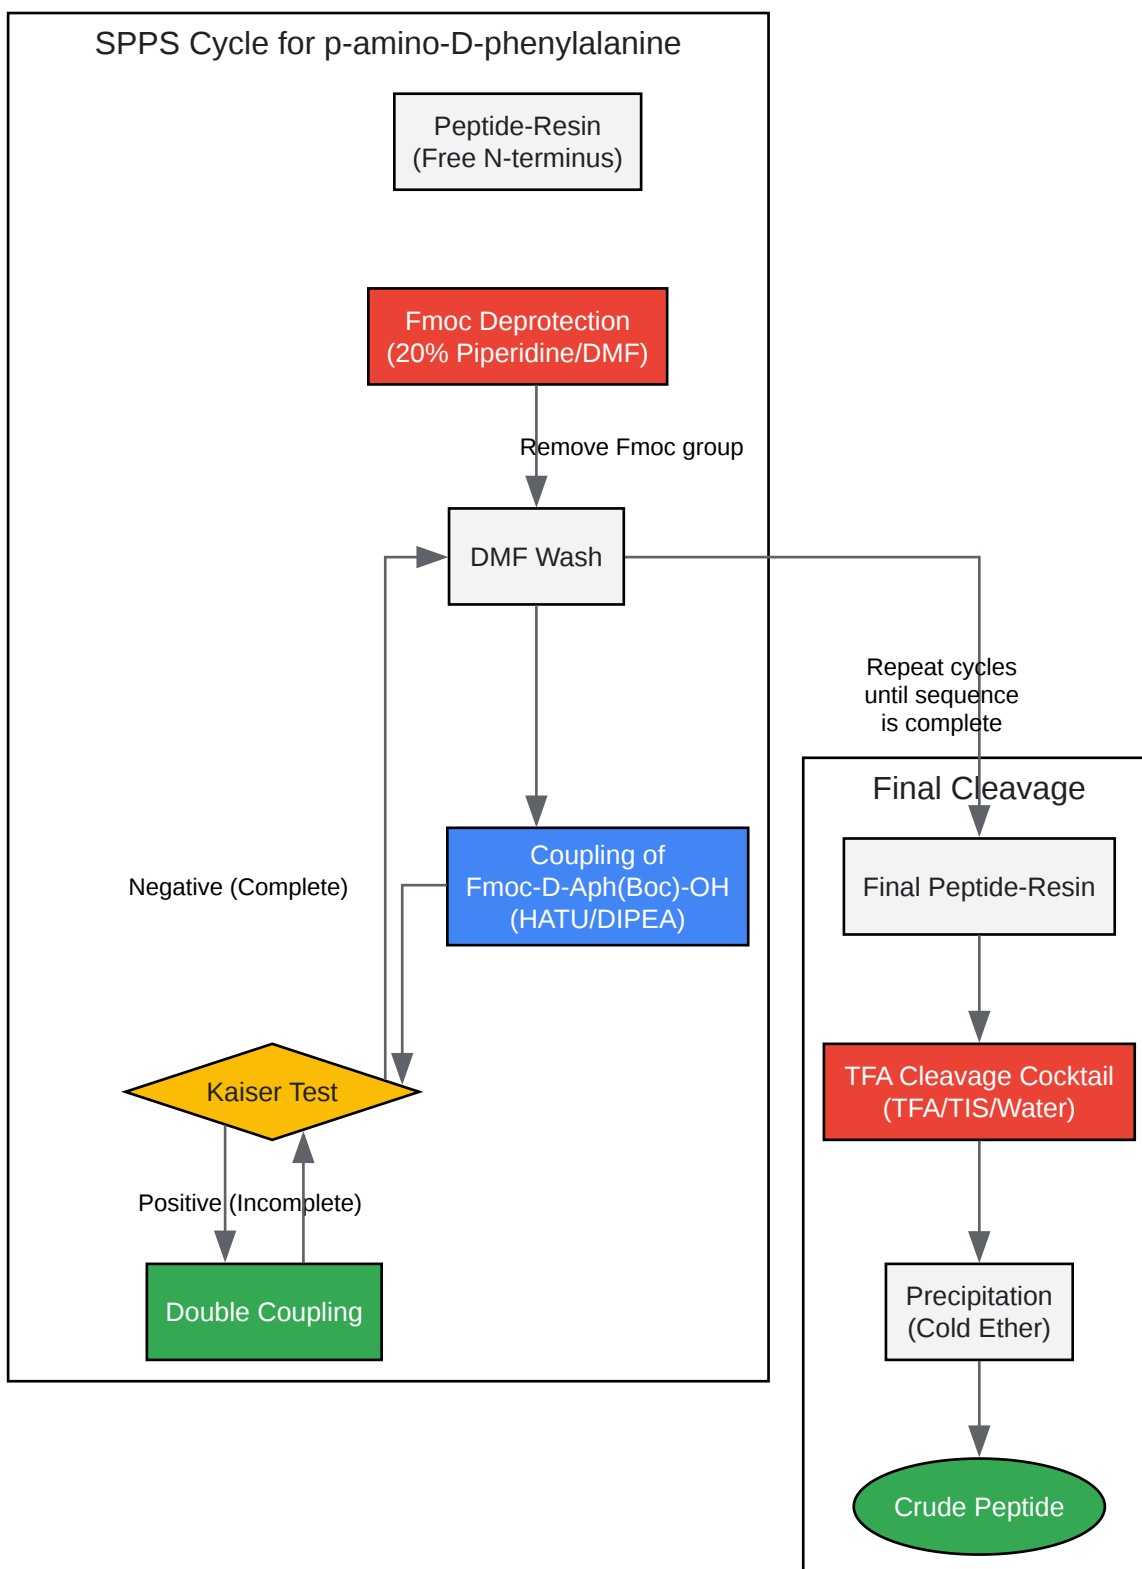 SPPS Cycle for p-amino-D-phenylalanine
Peptide-Resin
(Free N-terminus)
Fmoc Deprotection
(20% Piperidine/DMF)
Remove Fmoc group
DMF Wash
Repeat cycles
until sequence
is complete
Final Cleavage
Coupling of
Fmoc-D-Aph(Boc)-OH
(HATU/DIPEA)
Negative (Complete)
Final Peptide-Resin
Kaiser Test
TFA Cleavage Cocktail
(TFA/TIS/Water)
Positive (Incomplete)
Double Coupling
Precipitation
(Cold Ether)
Crude Peptide